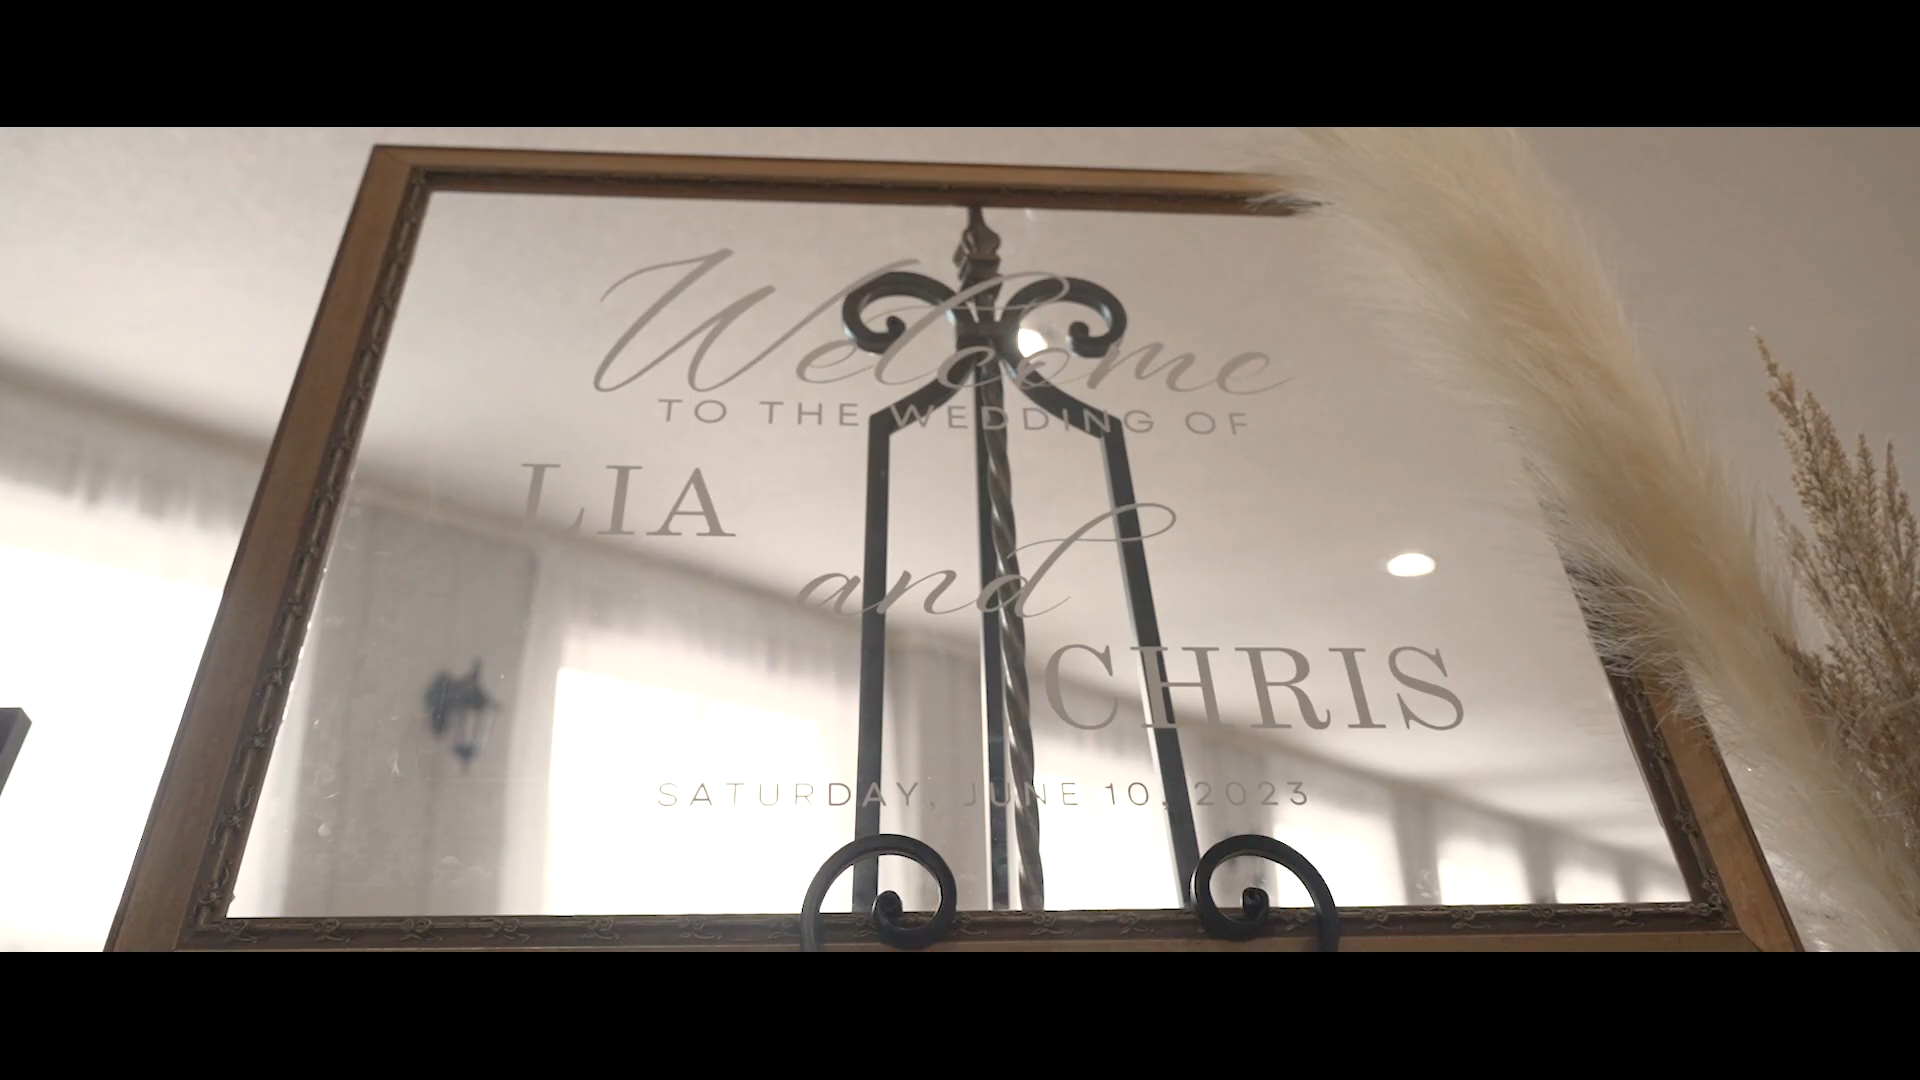 Welcome
TO THE WEDDING OF
LIA
and
CHRIS
SATURDAY, JUNE 10, 2023